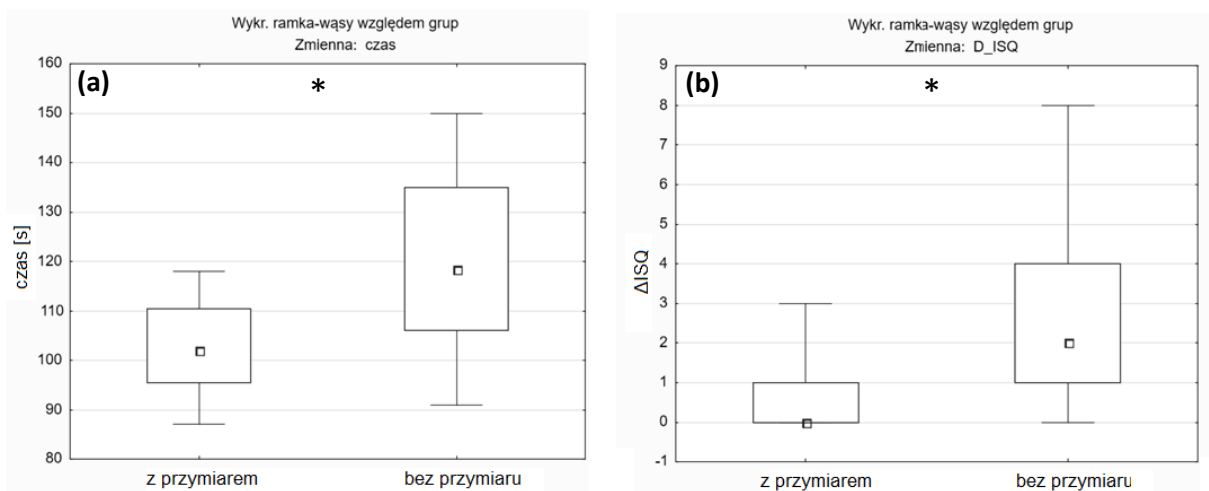 Wykr. ramka-wąsy względem grup
Zmienna: czas
(a)
*
160
150
140
130
120
110
100
90
80
czas [s]
z przymiarem
bez przymiaru
Wykr. ramka-wąsy względem grup
Zmienna: D_ISQ
(b)
*
9
8
7
6
5
4
3
2
1
0
-1
ΔISQ
z przymiarem
bez przymiaru